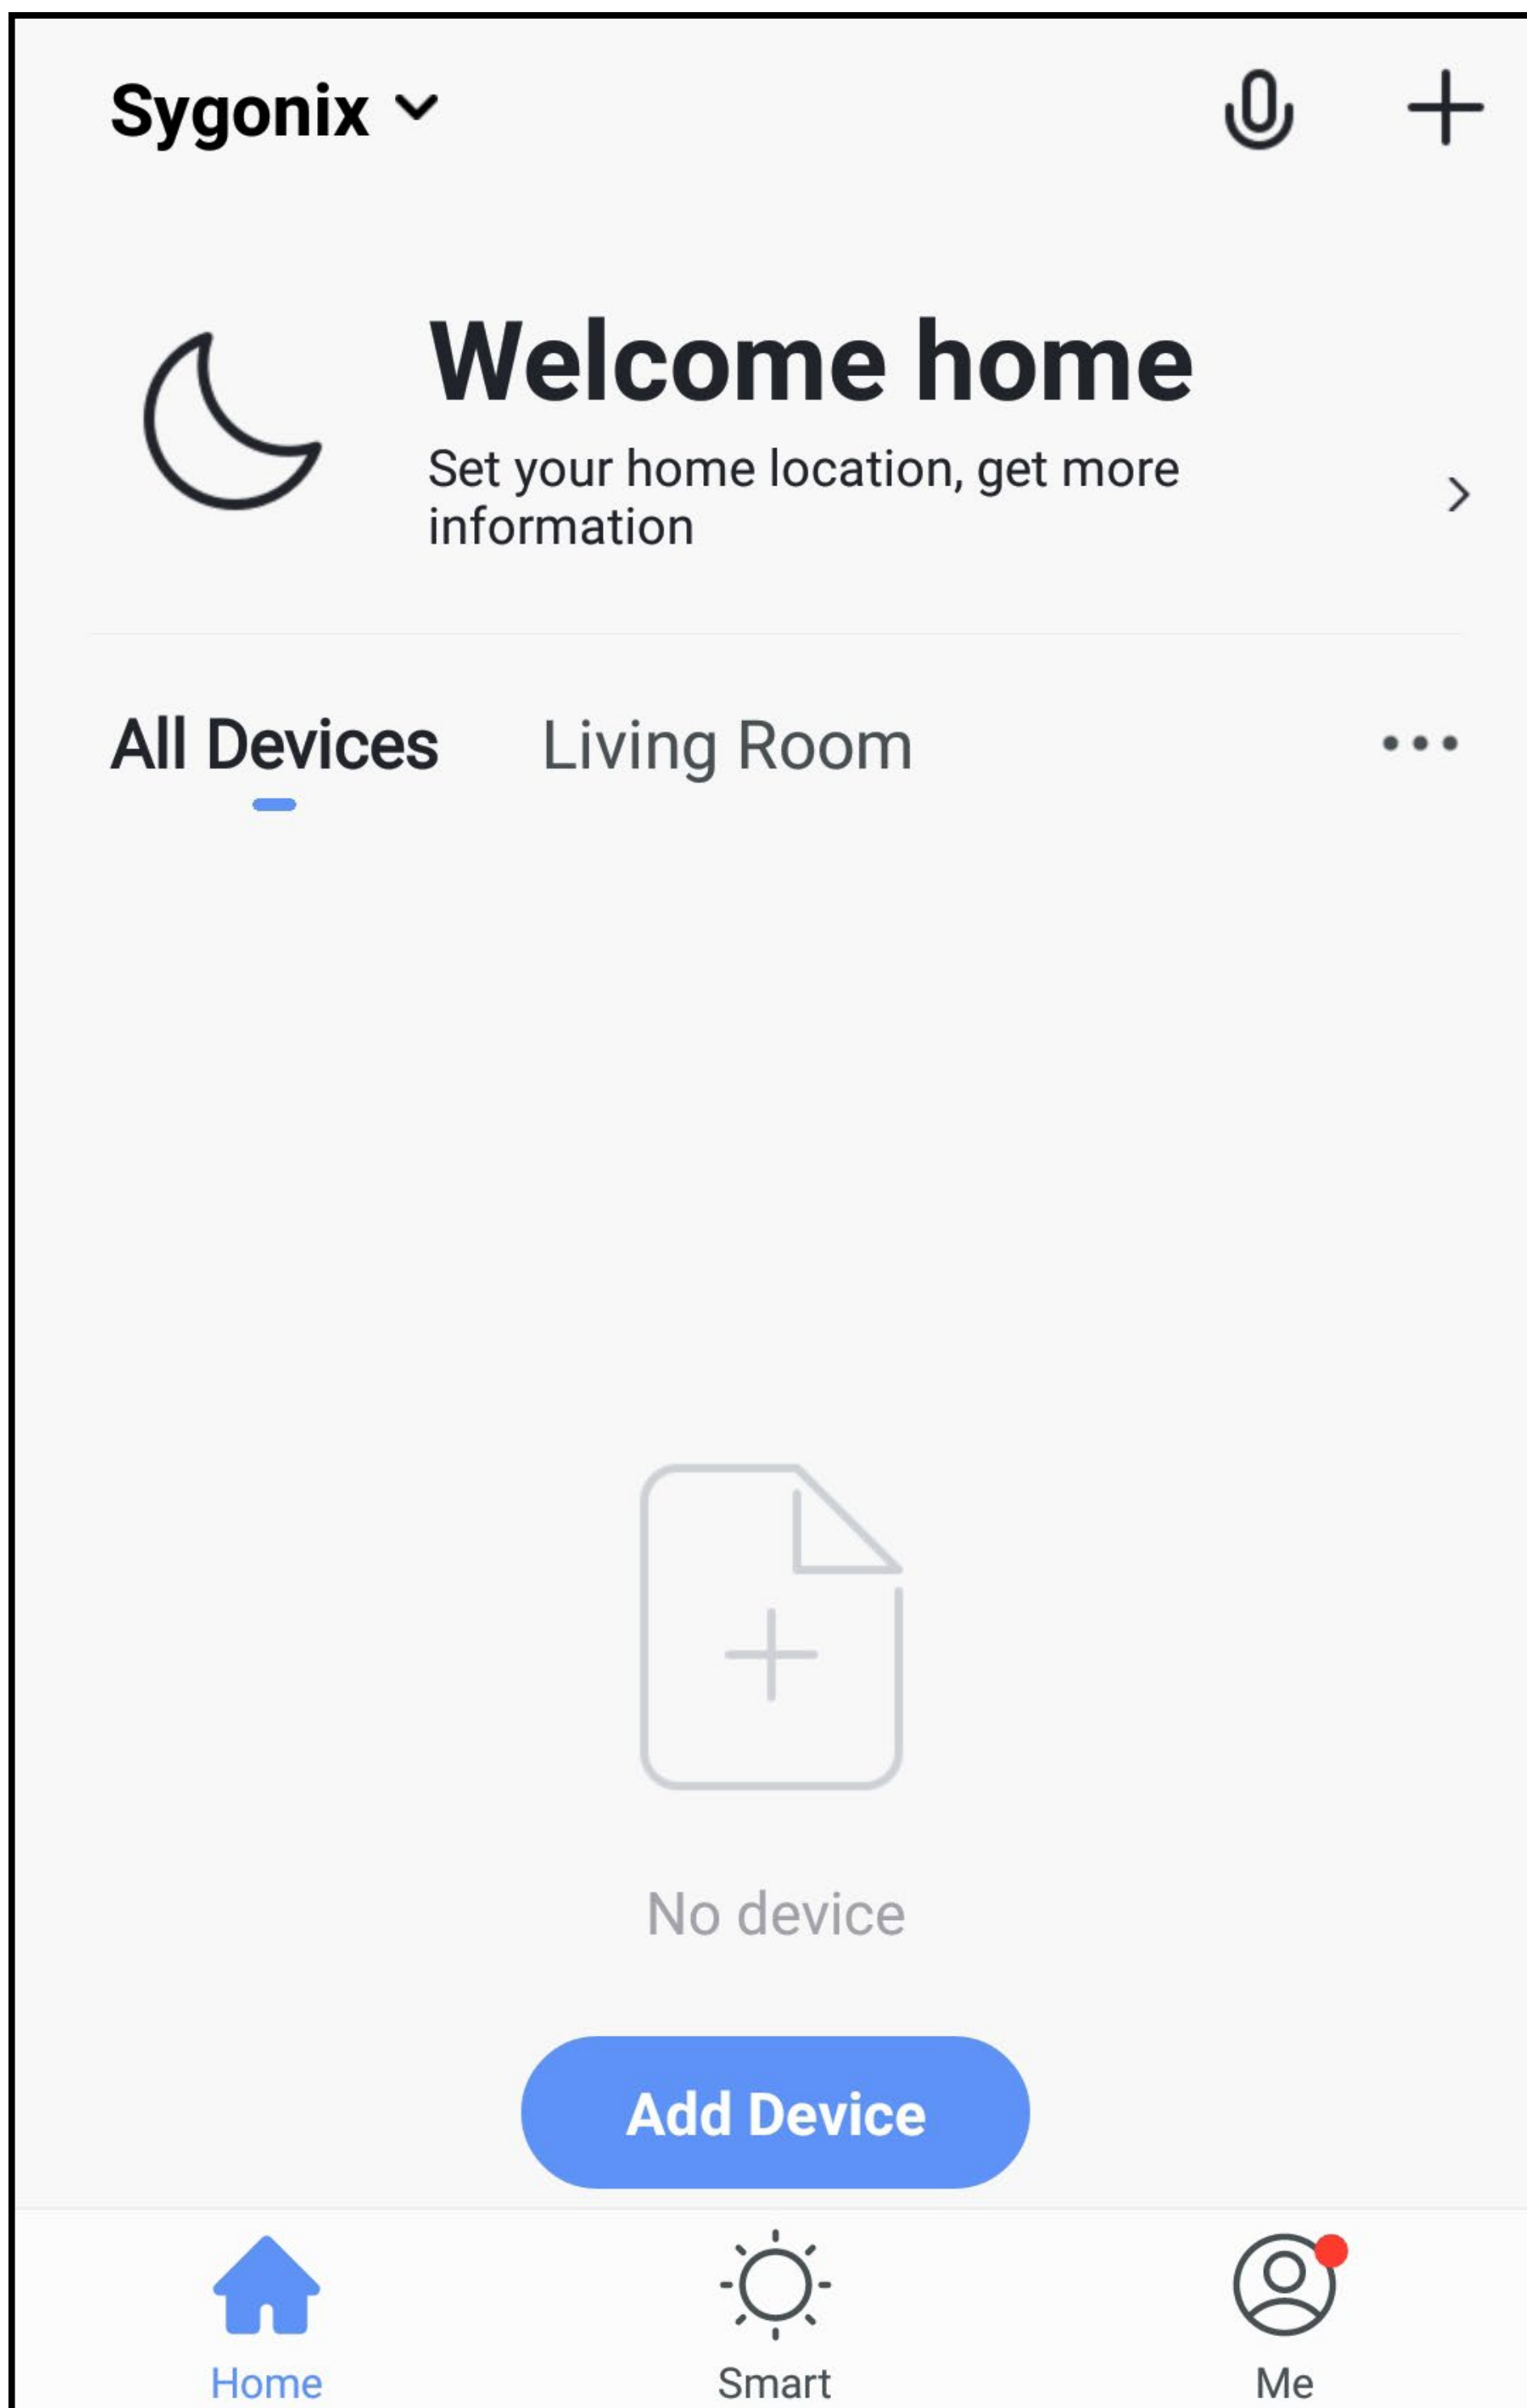 Sygonix
Welcome home
Set your home location, get more
information
All Devices
Living Room
No device
Add Device
Home
Smart
Me